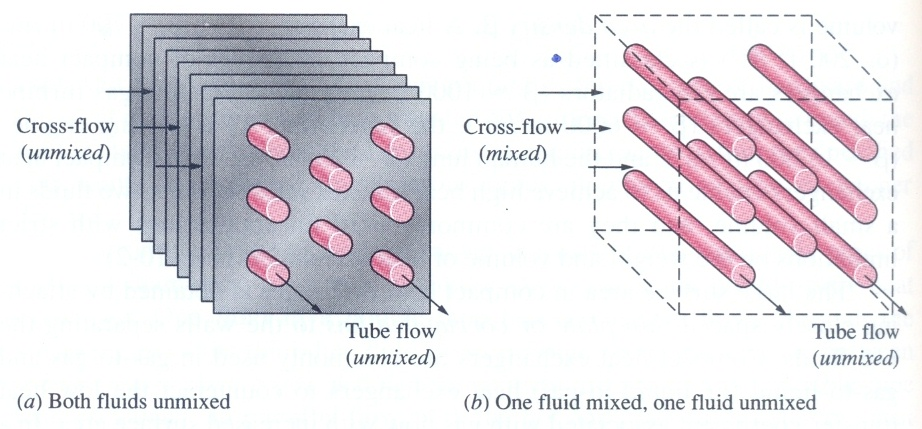 Cross-flow
(unmixed)
Tube flow
(unmixed)
(a) Both fluids unmixed
Cross-flow
(mixed)
Tube flow
(unmixed)
(b) One fluid mixed, one fluid unmixed